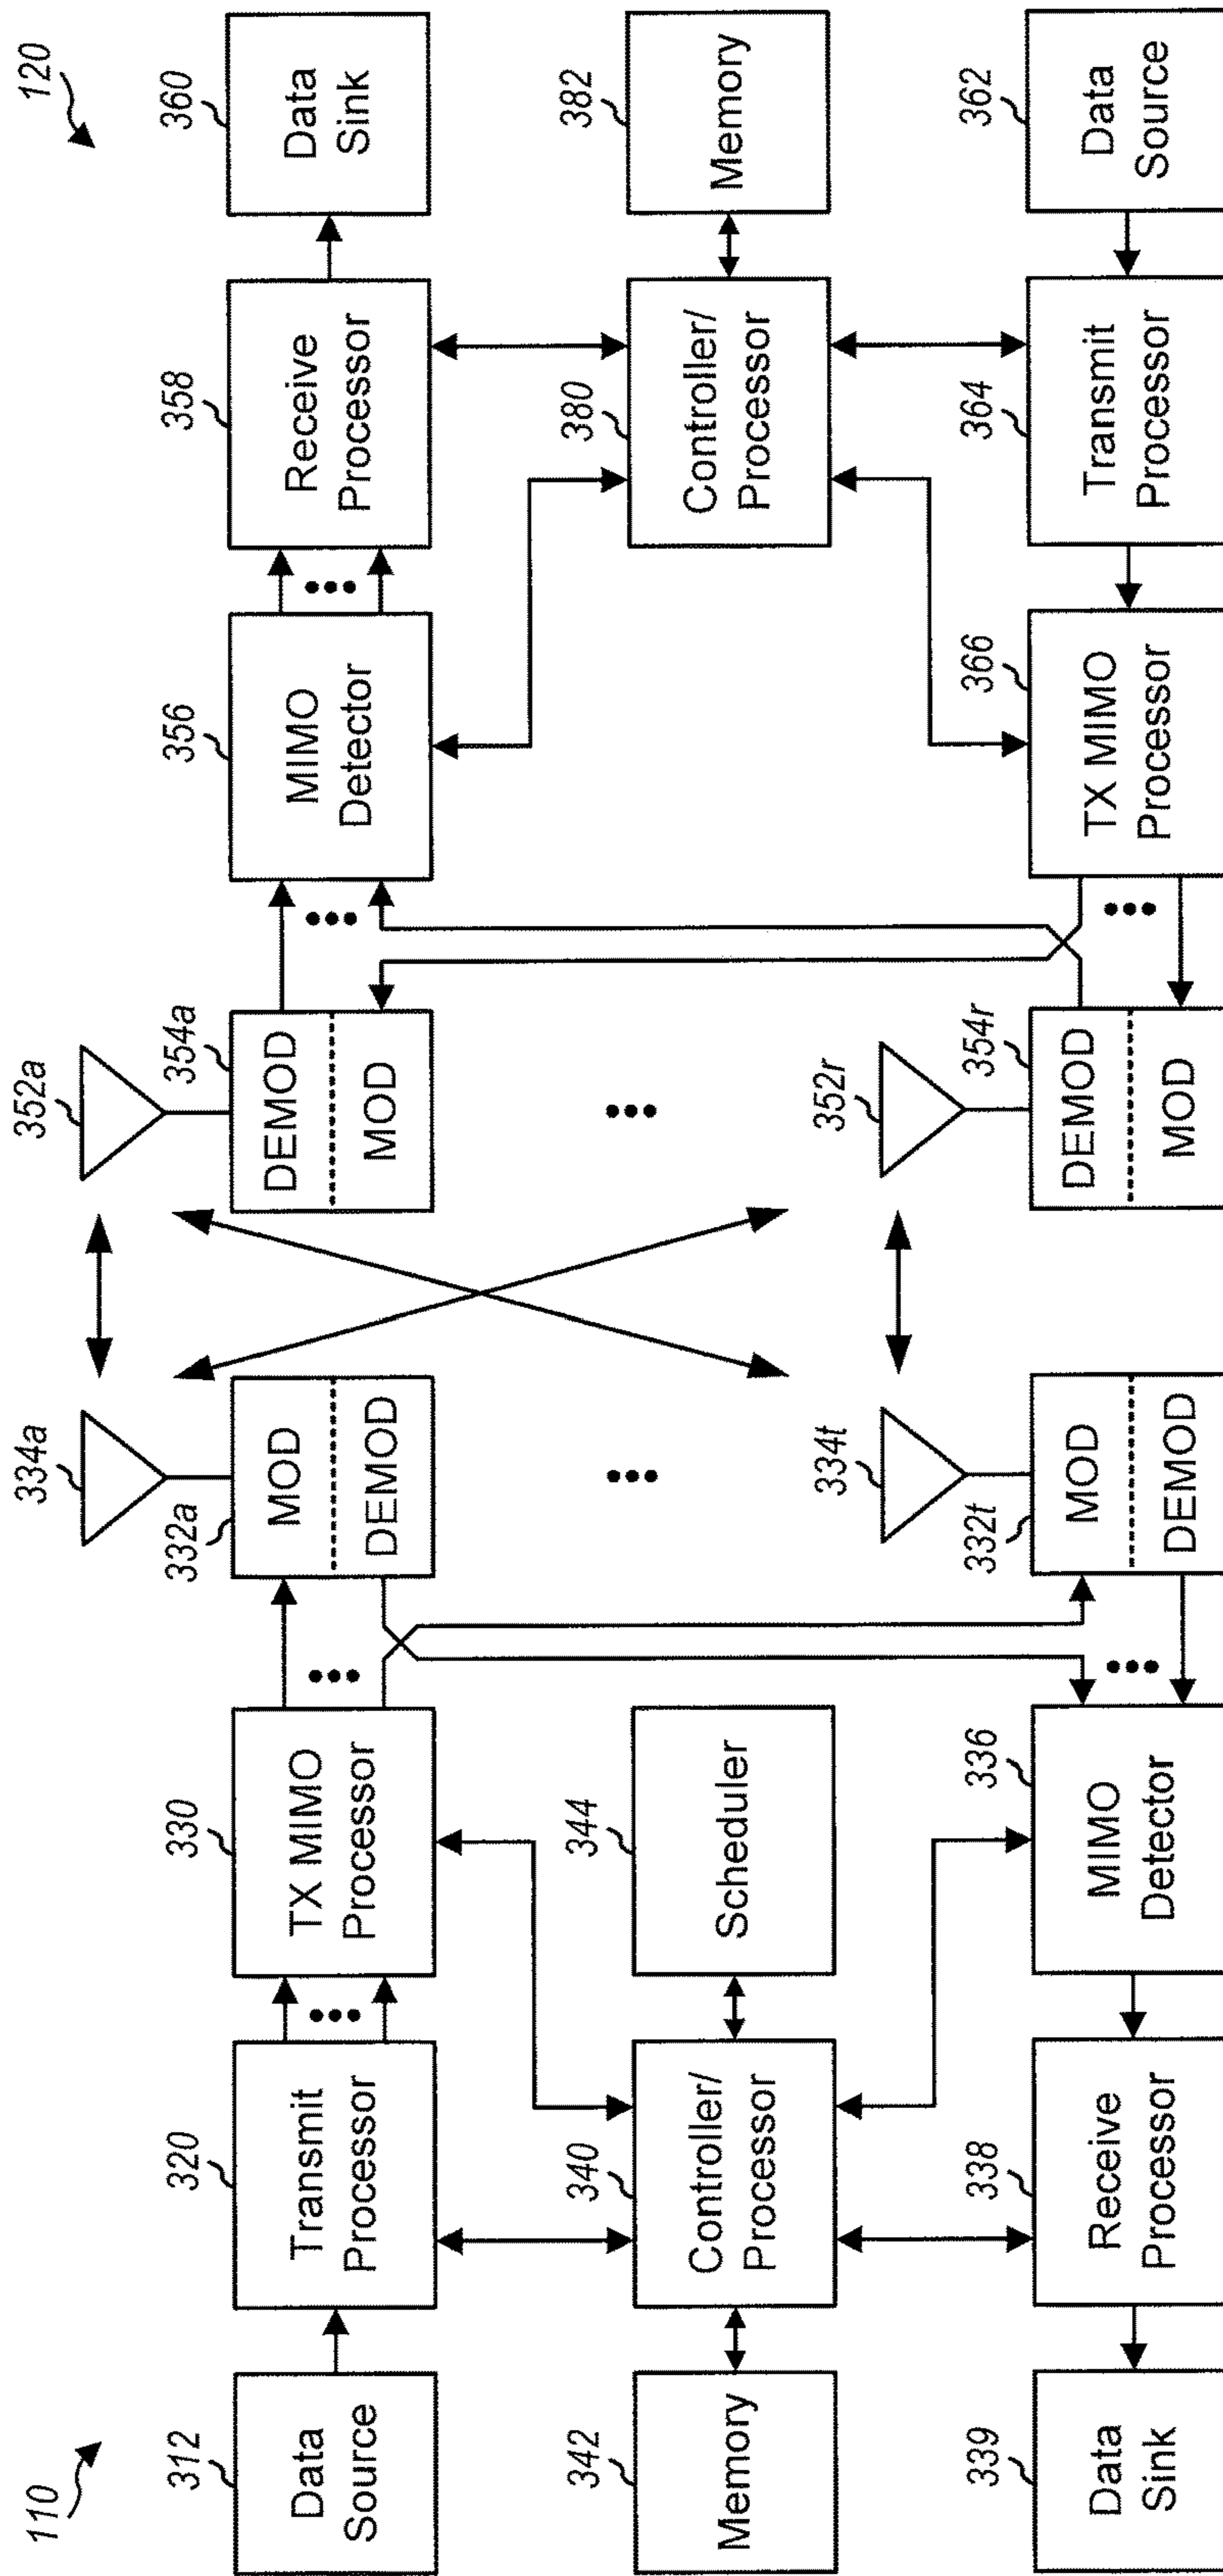 110
120
312
Data
Source
320
Transmit
Processor
330
TX MIMO
Processor
332a
MOD
DEMOD
334a
352a
354a
DEMOD
MOD
356
MIMO
Detector
358
Receive
Processor
360
Data
Sink
342
Memory
340
Controller/
Processor
344
Scheduler
380
Controller/
Processor
382
Memory
339
Data
Sink
338
Receive
Processor
336
MIMO
Detector
332t
MOD
DEMOD
334t
352r
354r
DEMOD
MOD
366
TX MIMO
Processor
364
Transmit
Processor
362
Data
Source